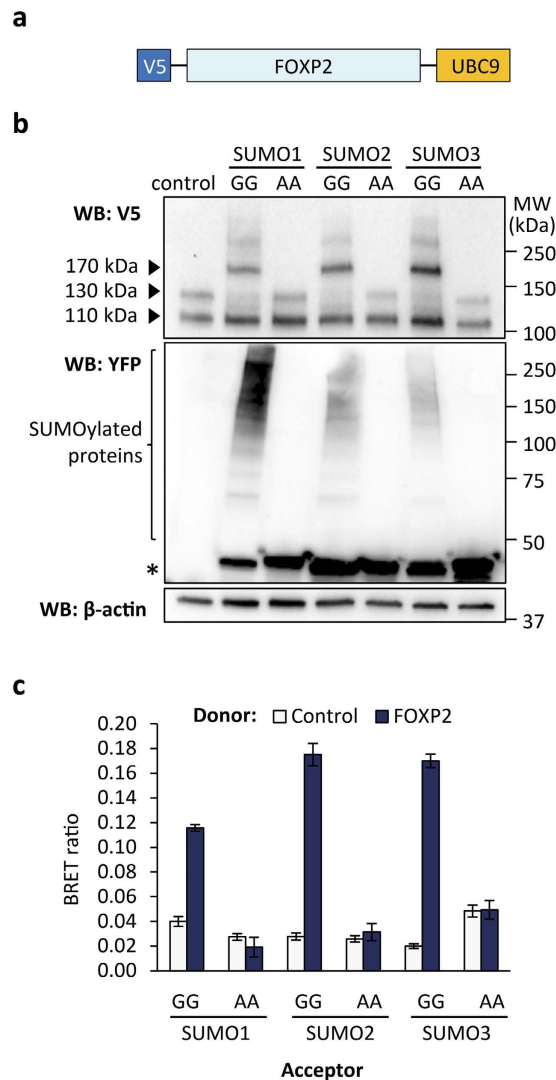 a
V5 FOXP2 UBC9
b
SUMO1 SUMO2 SUMO3
control GG AA GG AA GG AA MW
(kDa)
WB: V5
250
170 kDa
150
130 kDa
110 kDa
100
WB: YFP
250
150
SUMOylated
proteins
100
75
50
*
WB: β-actin
37
c
Donor: Control FOXP2
BRET ratio
0.20
0.18
0.16
0.14
0.12
0.10
0.08
0.06
0.04
0.02
0.00
GG AA GG AA GG AA
SUMO1 SUMO2 SUMO3
Acceptor